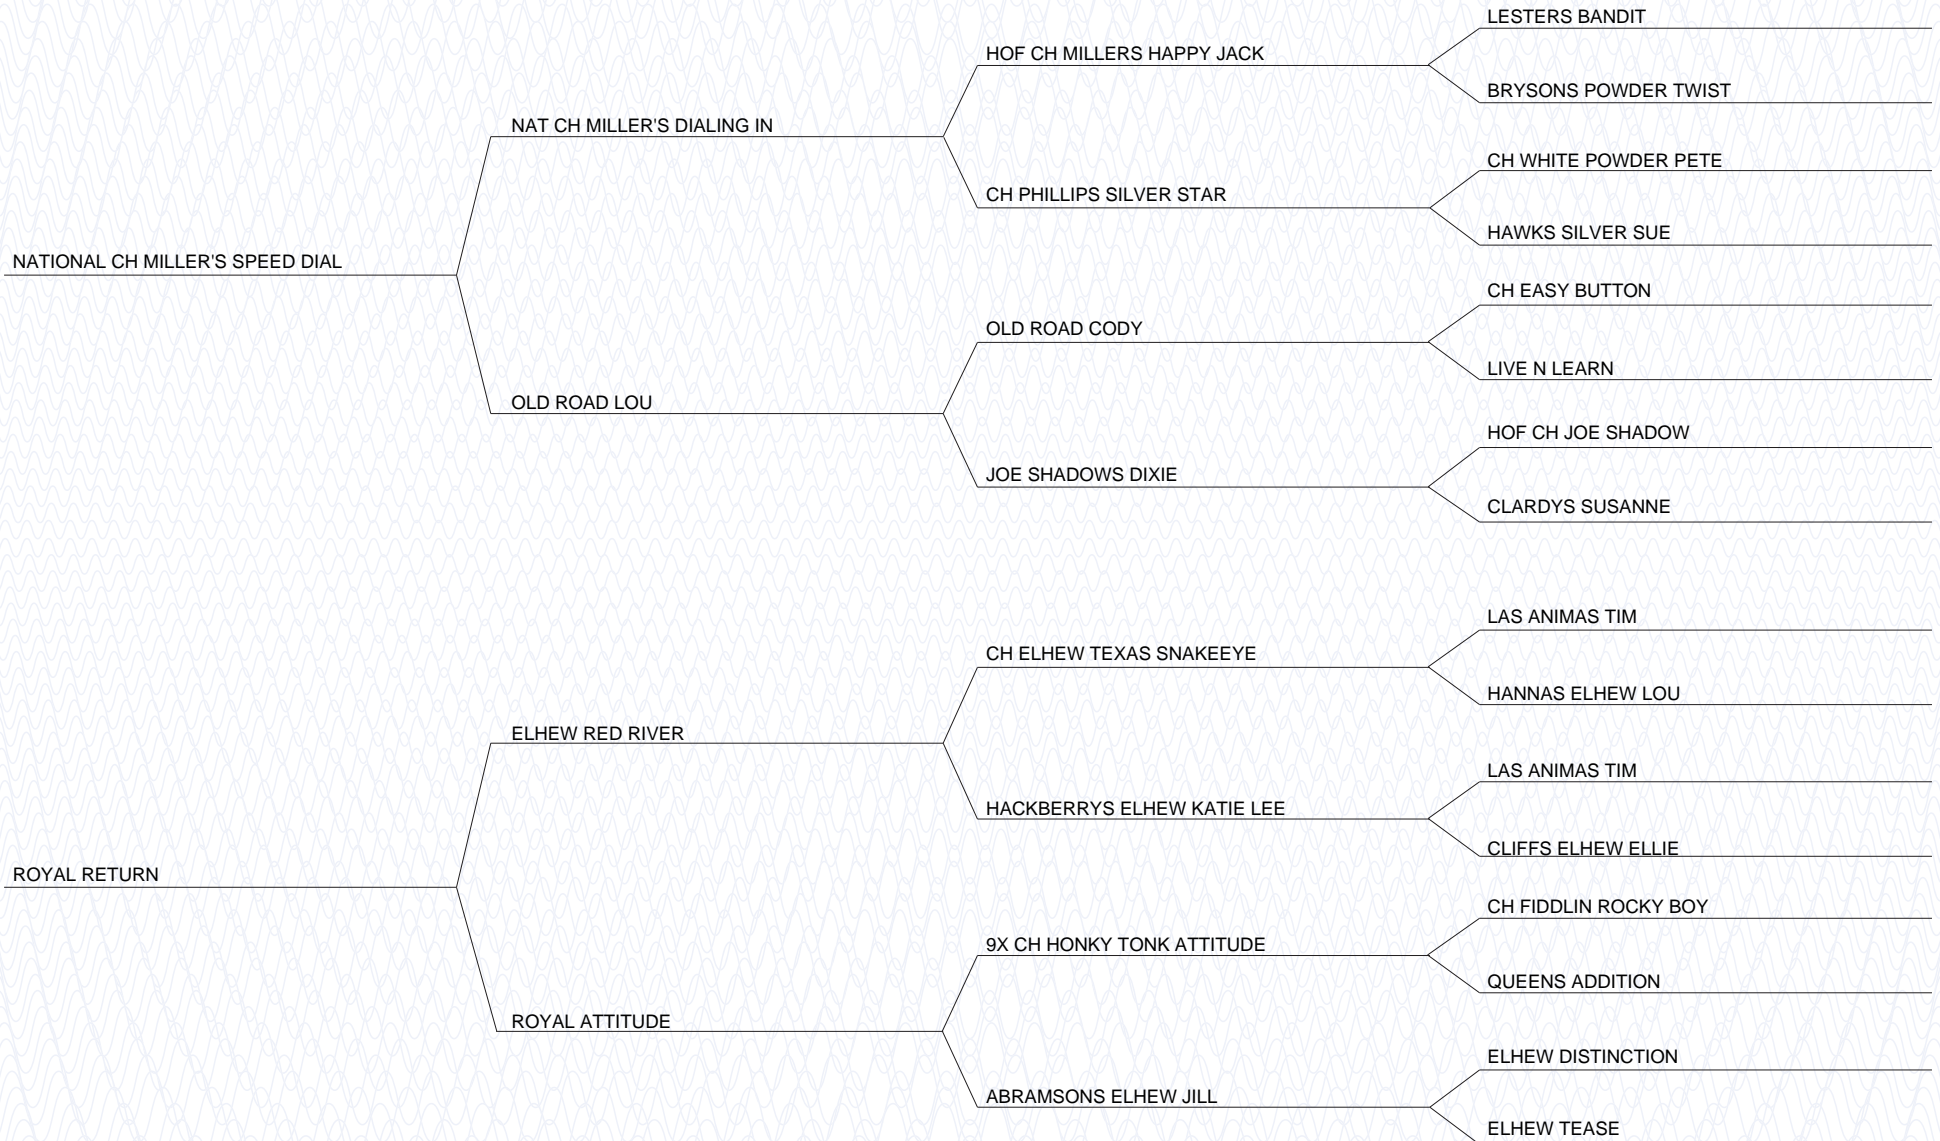 LESTERS BANDIT
HOF CH MILLERS HAPPY JACK
BRYSONS POWDER TWIST
NAT CH MILLER'S DIALING IN
CH WHITE POWDER PETE
CH PHILLIPS SILVER STAR
HAWKS SILVER SUE
NATIONAL CH MILLER'S SPEED DIAL
CH EASY BUTTON
OLD ROAD CODY
LIVE N LEARN
OLD ROAD LOU
HOF CH JOE SHADOW
JOE SHADOWS DIXIE
CLARDYS SUSANNE
LAS ANIMAS TIM
CH ELHEW TEXAS SNAKEEYE
HANNAS ELHEW LOU
ELHEW RED RIVER
LAS ANIMAS TIM
HACKBERRYS ELHEW KATIE LEE
CLIFFS ELHEW ELLIE
ROYAL RETURN
CH FIDDLIN ROCKY BOY
9X CH HONKY TONK ATTITUDE
QUEENS ADDITION
ROYAL ATTITUDE
ELHEW DISTINCTION
ABRAMSONS ELHEW JILL
ELHEW TEASE